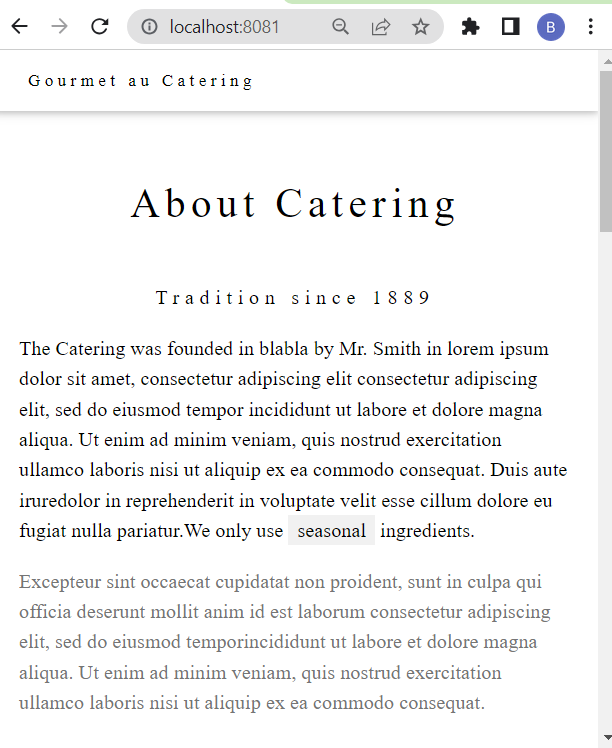 localhost:8081
B
Gourmet au Catering
About Catering
Tradition since 1889
The Catering was founded in blabla by Mr. Smith in lorem ipsum
dolor sit amet, consectetur adipiscing elit consectetur adipiscing
elit, sed do eiusmod tempor incididunt ut labore et dolore magna
aliqua. Ut enim ad minim veniam, quis nostrud exercitation
ullamco laboris nisi ut aliquip ex ea commodo consequat. Duis aute
iruredolor in reprehenderit in voluptate velit esse cillum dolore eu
fugiat nulla pariatur.We only use seasonal ingredients.
Excepteur sint occaecat cupidatat non proident, sunt in culpa qui
officia deserunt mollit anim id est laborum consectetur adipiscing
elit, sed do eiusmod temporincididunt ut labore et dolore magna
aliqua. Ut enim ad minim veniam, quis nostrud exercitation
ullamco laboris nisi ut aliquip ex ea commodo consequat.